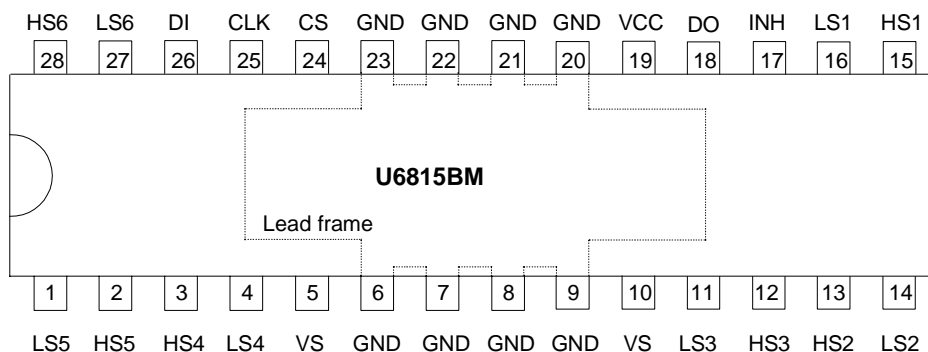 HS6 LS6 DI CLK CS GND GND GND GND VCC DO INH LS1 HS1
28 27 26 25 24 23 22 21 20 19 18 17 16 15
U6815BM
Lead frame
1 2 3 4 5 6 7 8 9 10 11 12 13 14
LS5 HS5 HS4 LS4 VS GND GND GND GND VS LS3 HS3 HS2 LS2